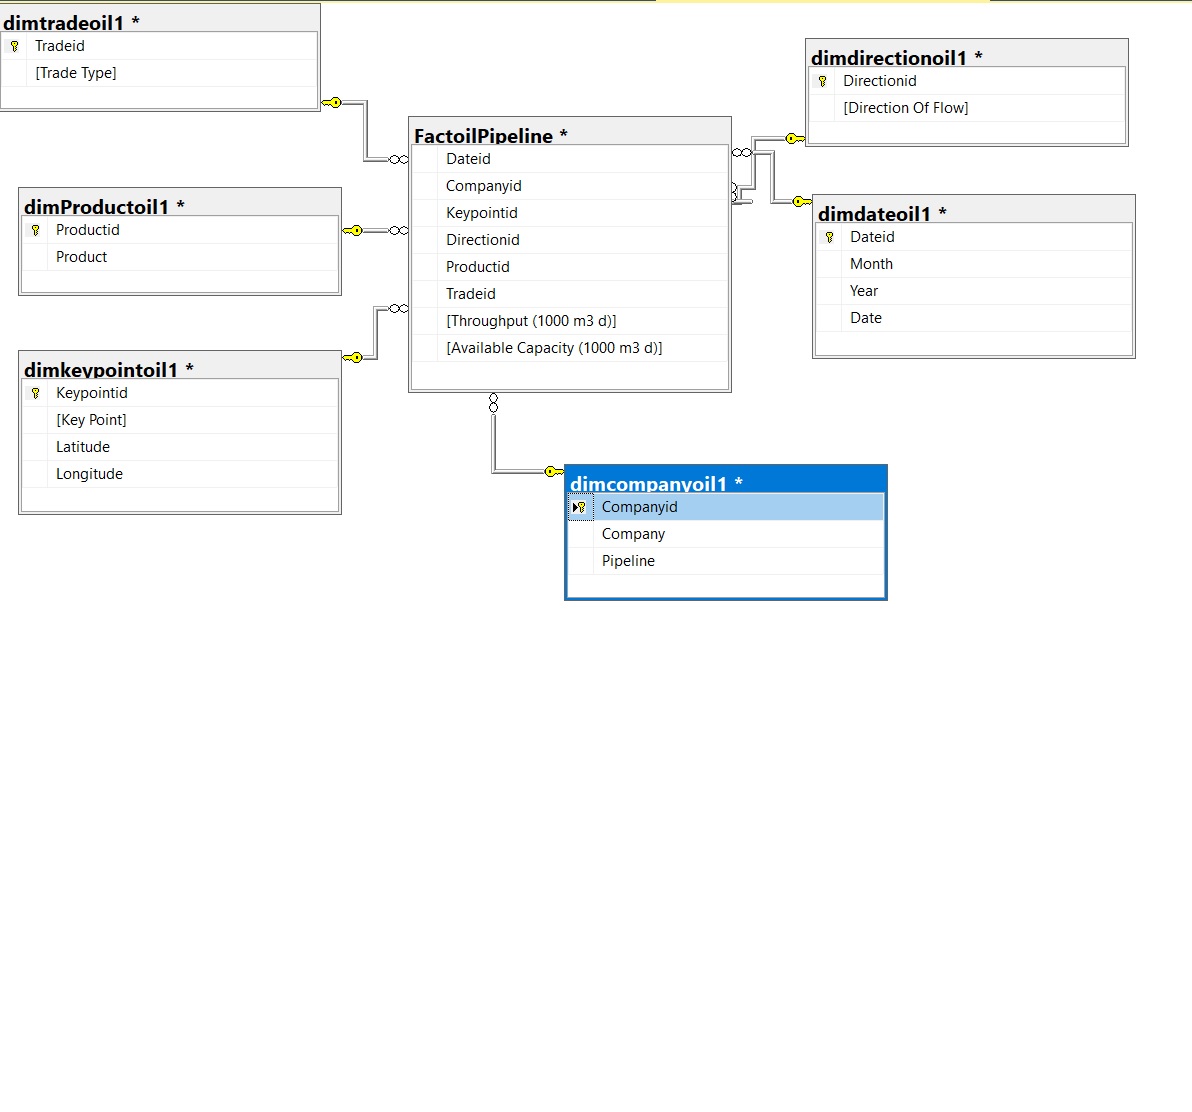 dimtradeoil1 *
Tradeid
[Trade Type]
dimProductoil1 *
Productid
Product
dimkeypointoil1 *
Keypointid
[Key Point]
Latitude
Longitude
FactoilPipeline *
Dateid
Companyid
Keypointid
Directionid
Productid
Tradeid
[Throughput (1000 m3 d)]
[Available Capacity (1000 m3 d)]
dimdirectionoil1 *
Directionid
[Direction Of Flow]
dimdateoil1 *
Dateid
Month
Year
Date
dimcompanyoil1 *
Companyid
Company
Pipeline